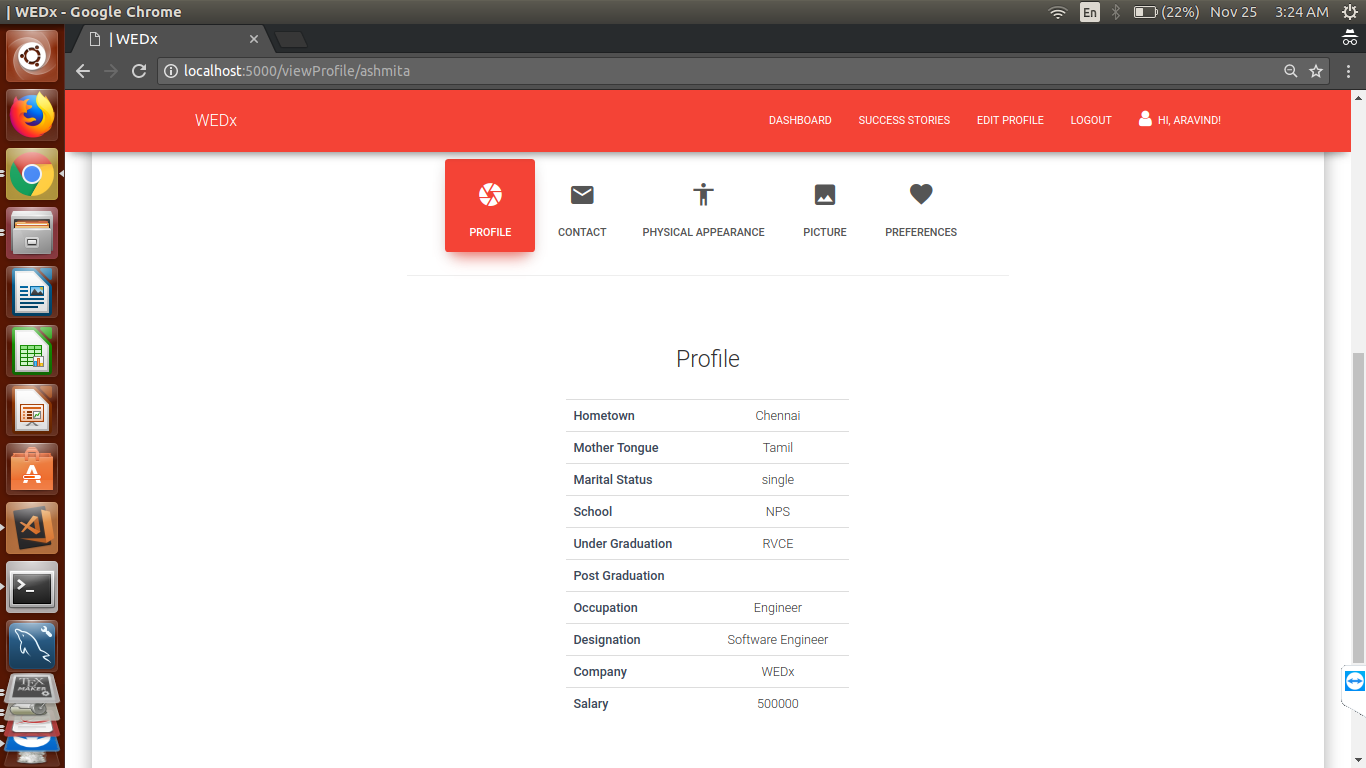 | WEDx - Google Chrome
En
(22%)
Nov 25
3:24 AM
| WEDx
localhost:5000/viewProfile/ashmita
WEDx
DASHBOARD
SUCCESS STORIES
EDIT PROFILE
LOGOUT
HI, ARAVIND!
PROFILE
CONTACT
PHYSICAL APPEARANCE
PICTURE
PREFERENCES
Profile
Hometown Chennai
Mother Tongue Tamil
Marital Status single
School NPS
Under Graduation RVCE
Post Graduation
Occupation Engineer
Designation Software Engineer
Company WEDx
Salary 500000